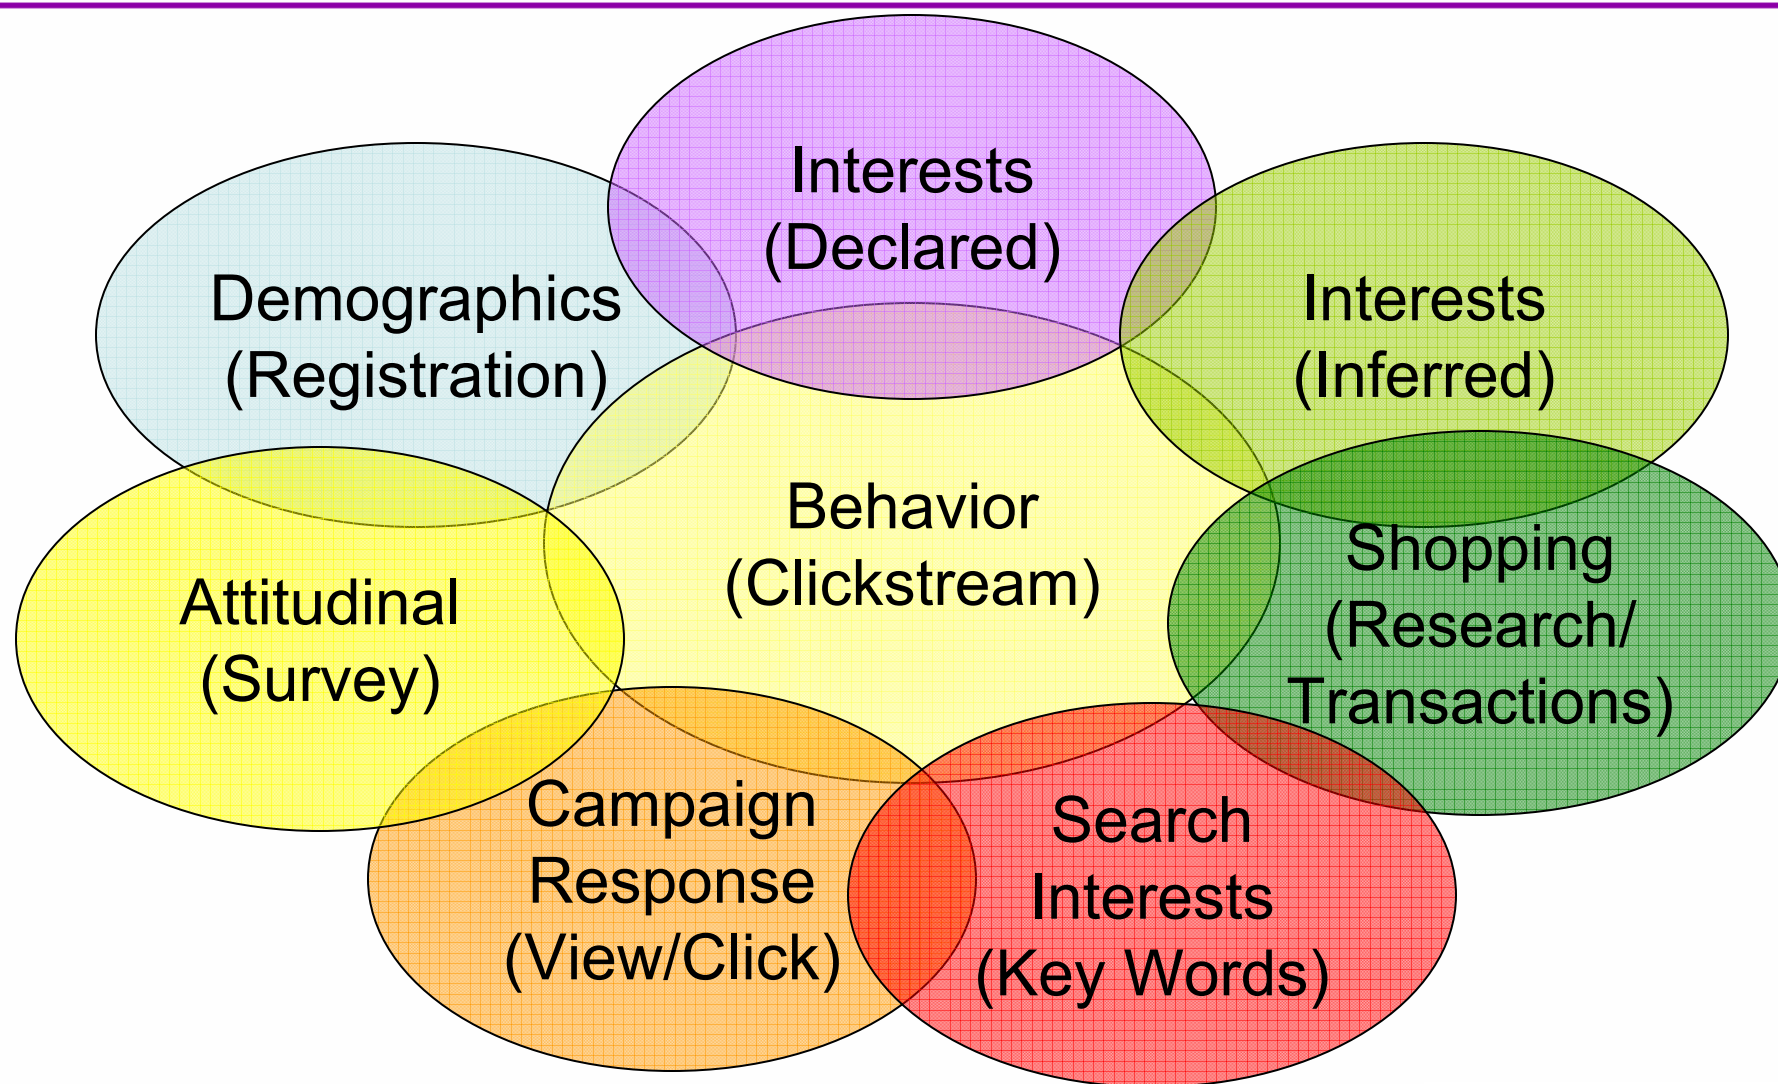 Interests
(Declared)
Demographics
(Registration)
Interests
(Inferred)
Behavior
(Clickstream)
Shopping
(Research/
Transactions)
Attitudinal
(Survey)
Campaign
Response
(View/Click)
Search
Interests
(Key Words)